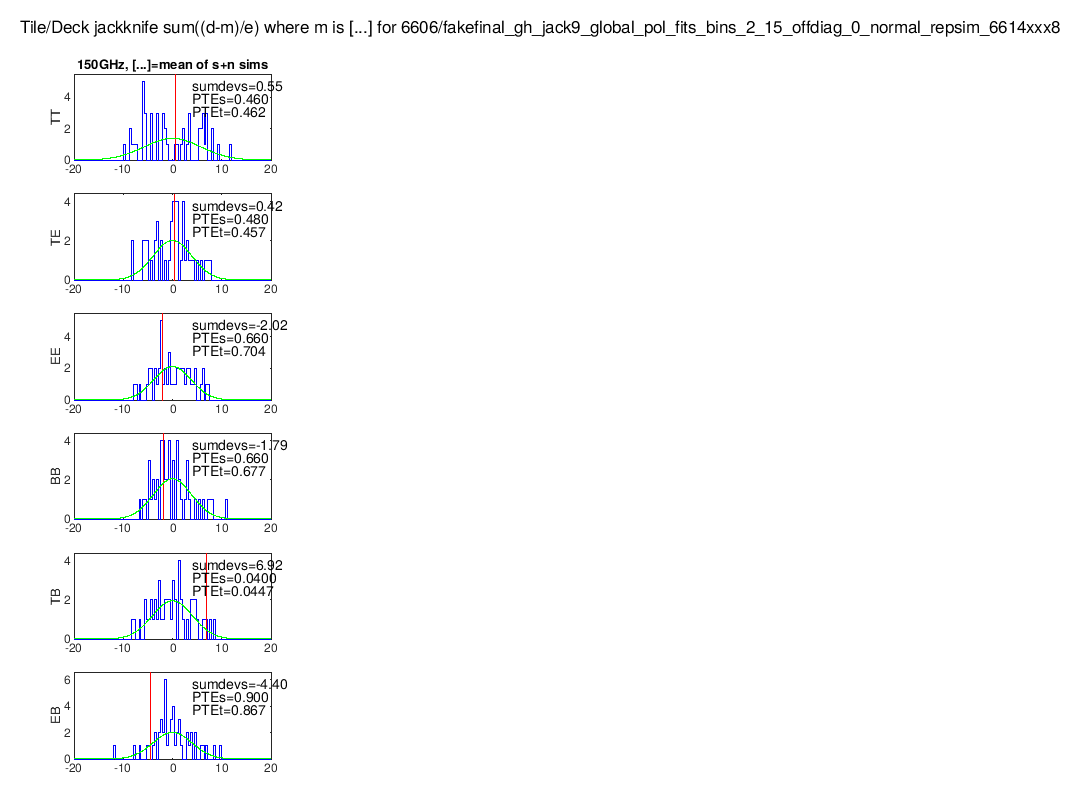 Tile/Deck jackknife sum((d-m)/e) where m is [...] for 6606/fakefinal_gh_jack9_global_pol_fits_bins_2_15_offdiag_0_normal_repsim_6614xxx8
150GHz, [...]=mean of s+n sims
TT
4
2
0
sumdevs=0.55
PTEs=0.460
PTEt=0.462
-20 -10 0 10 20
TE
4
2
0
sumdevs=0.42
PTEs=0.480
PTEt=0.457
-20 -10 0 10 20
EE
4
2
0
sumdevs=-2.02
PTEs=0.660
PTEt=0.704
-20 -10 0 10 20
BB
4
2
0
sumdevs=-1.79
PTEs=0.660
PTEt=0.677
-20 -10 0 10 20
TB
4
2
0
sumdevs=6.92
PTEs=0.0400
PTEt=0.0447
-20 -10 0 10 20
EB
6
4
2
0
sumdevs=-4.40
PTEs=0.900
PTEt=0.867
-20 -10 0 10 20